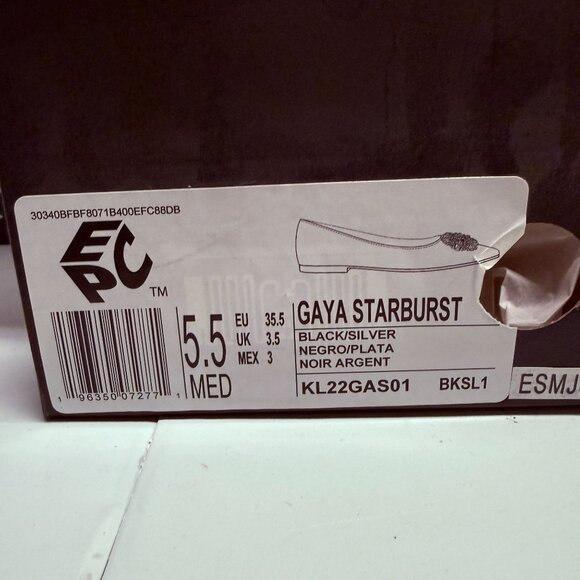 30340BFBF8071B400EFC88DB
EPC
TM
5.5
MED
EU 35.5
UK 3.5
MEX 3
GAYA STARBURST
BLACK/SILVER
NEGRO/PLATA
NOIR ARGENT
KL22GAS01 BKSL1
1 96350 07277 1
ESMJ